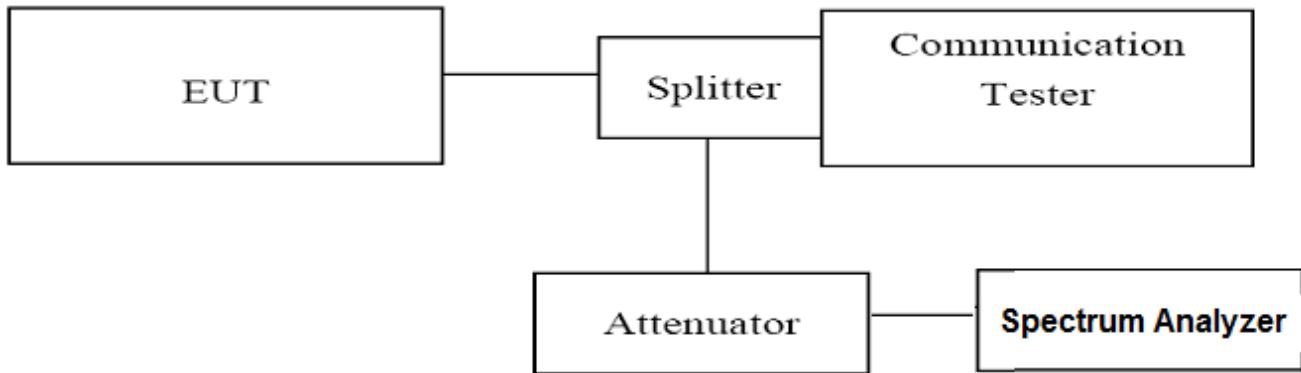 EUT
Splitter
Communication
Tester
Attenuator
Spectrum Analyzer